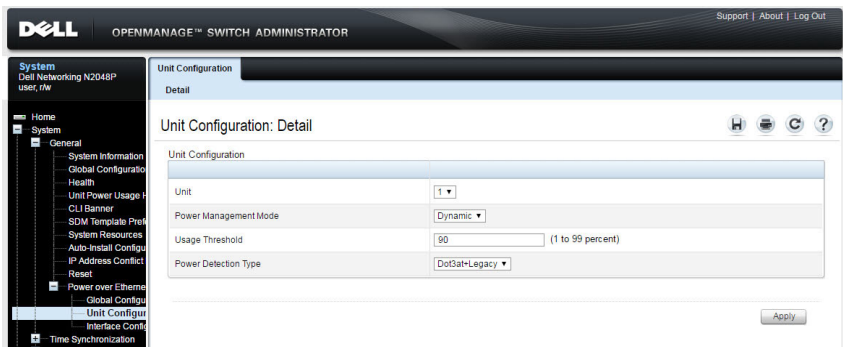 Support | About | Log Out
DELL OPENMANAGE™ SWITCH ADMINISTRATOR
System
Dell Networking N2048P
user, r/w
Home
System
General
System Information
Global Configuratio
Health
Unit Power Usage H
CLI Banner
SDM Template Pref
System Resources
Auto-Install Configu
IP Address Conflict
Reset
Power over Etherne
Global Configu
Unit Configur
Interface Config
Time Synchronization
Unit Configuration
Detail
Unit Configuration: Detail
Unit Configuration
Unit 1
Power Management Mode Dynamic
Usage Threshold 90 (1 to 99 percent)
Power Detection Type Dot3at+Legacy
Apply